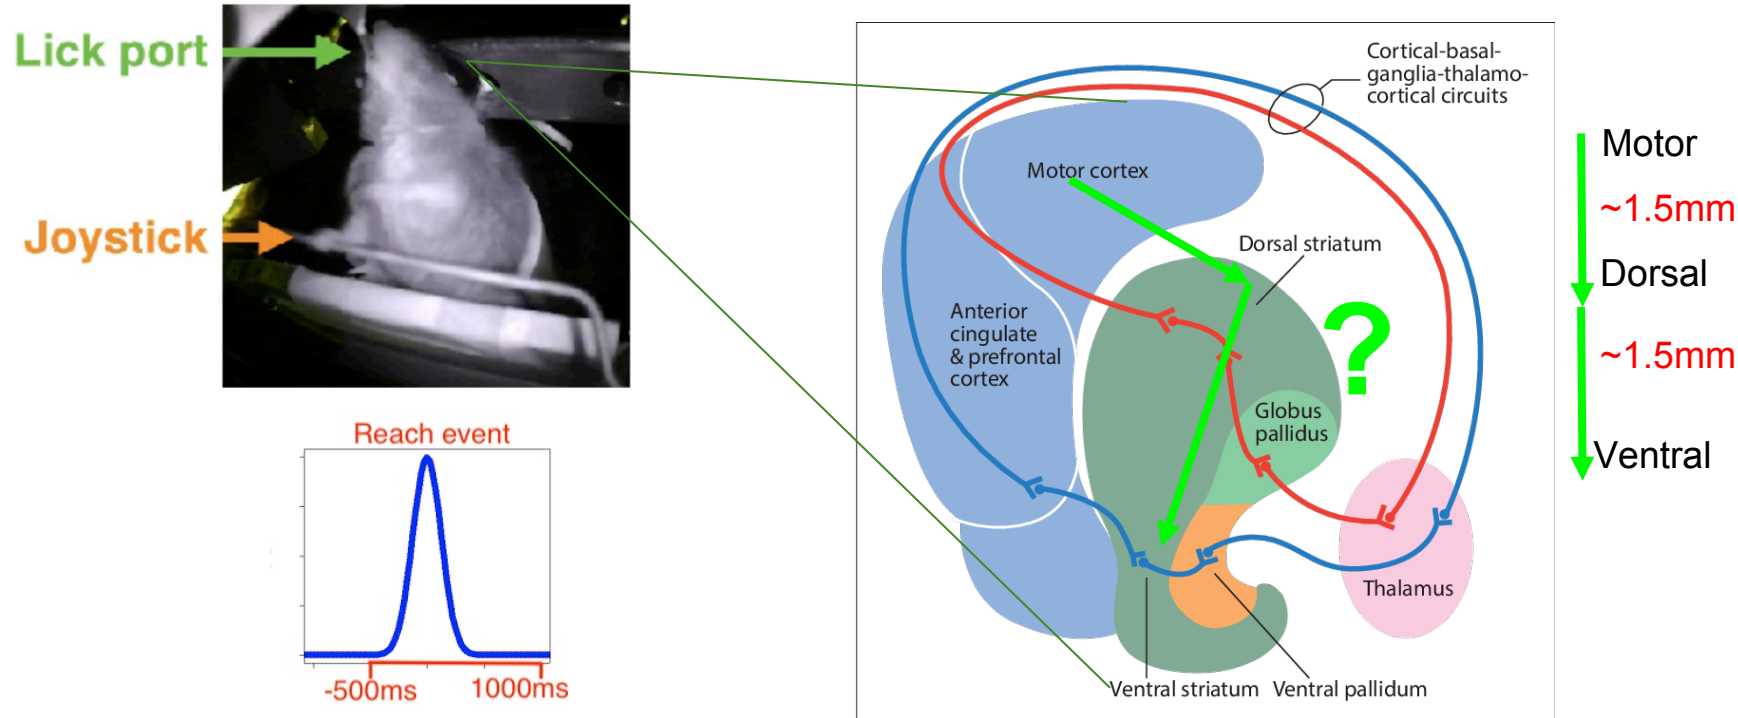 Lick port
Joystick
Reach event
-500ms
1000ms
Cortical-basal-
ganglia-thalamo-
cortical circuits
Motor cortex
Dorsal striatum
Anterior
cingulate
& prefrontal
cortex
?
Globus
pallidus
Thalamus
Ventral striatum
Ventral pallidum
Motor
~1.5mm
Dorsal
~1.5mm
Ventral